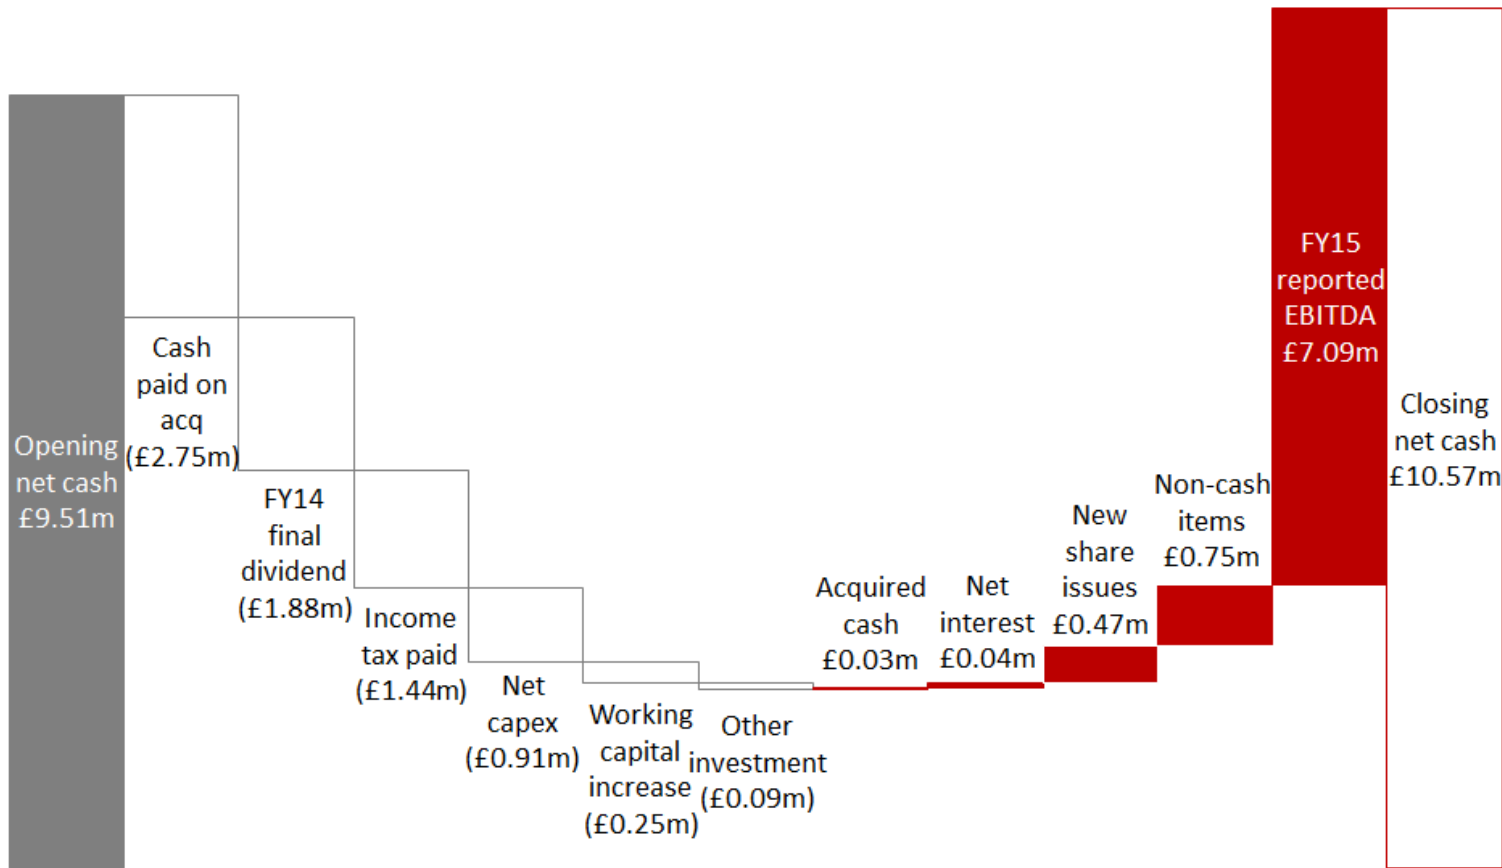 Opening
net cash
£9.51m
Cash
paid on
acq
(£2.75m)
FY14
final
dividend
(£1.88m)
Income
tax paid
(£1.44m)
Net
capex
(£0.91m)
Working
capital
increase
(£0.25m)
Other
investment
(£0.09m)
Acquired
cash
£0.03m
Net
interest
£0.04m
New
share
issues
£0.47m
Non-cash
items
£0.75m
FY15
reported
EBITDA
£7.09m
Closing
net cash
£10.57m